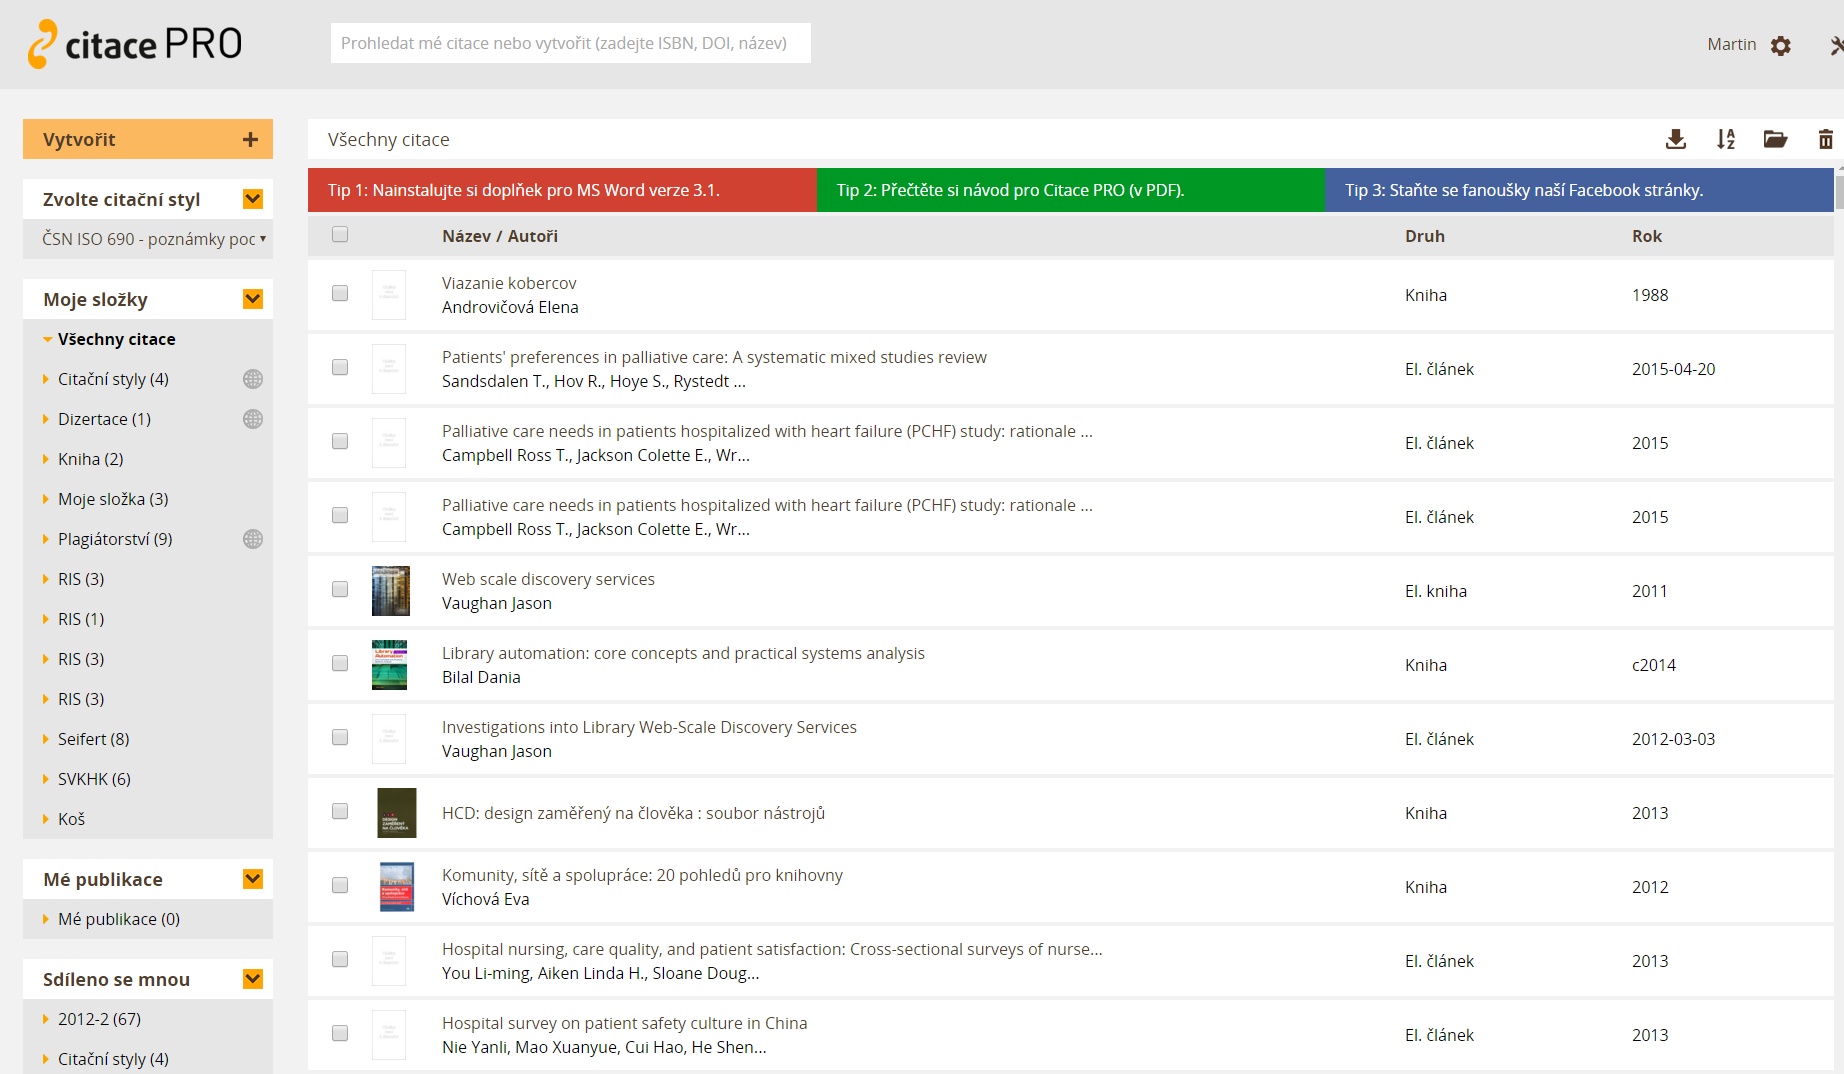 citace PRO
Prohledat mé citace nebo vytvořit (zadejte ISBN, DOI, název)
Martin
Vytvořit
Zvolte citační styl
ČSN ISO 690 - poznámky poc
Moje složky
Všechny citace
Citační styly (4)
Dizertace (1)
Kniha (2)
Moje složka (3)
Plagiátorství (9)
RIS (3)
RIS (1)
RIS (3)
RIS (3)
Seifert (8)
SVKHK (6)
Koš
Mé publikace
Mé publikace (0)
Sdíleno se mnou
2012-2 (67)
Citační styly (4)
Všechny citace
Tip 1: Nainstalujte si doplňek pro MS Word verze 3.1.
Tip 2: Přečtěte si návod pro Citace PRO (v PDF).
Tip 3: Staňte se fanoušky naší Facebook stránky.
Název / Autoři Druh Rok
Viazanie kobercov
Androvičová Elena
Kniha 1988
Patients' preferences in palliative care: A systematic mixed studies review
Sandsdalen T., Hov R., Hoye S., Rystedt ...
El. článek 2015-04-20
Palliative care needs in patients hospitalized with heart failure (PCHF) study: rationale ...
Campbell Ross T., Jackson Colette E., Wr...
El. článek 2015
Palliative care needs in patients hospitalized with heart failure (PCHF) study: rationale ...
Campbell Ross T., Jackson Colette E., Wr...
El. článek 2015
Web scale discovery services
Vaughan Jason
El. kniha 2011
Library Automation
Library automation: core concepts and practical systems analysis
Bilal Dania
Kniha c2014
Investigations into Library Web-Scale Discovery Services
Vaughan Jason
El. článek 2012-03-03
DESIGN
ZAMĚŘENÝ
NA ČLOVĚKA
HCD: design zaměřený na člověka : soubor nástrojů
Kniha 2013
Komunity, sítě a spolupráce: 20 pohledů pro knihovny
Víchová Eva
Kniha 2012
Hospital nursing, care quality, and patient satisfaction: Cross-sectional surveys of nurse...
You Li-ming, Aiken Linda H., Sloane Doug...
El. článek 2013
Hospital survey on patient safety culture in China
Nie Yanli, Mao Xuanyue, Cui Hao, He Shen...
El. článek 2013